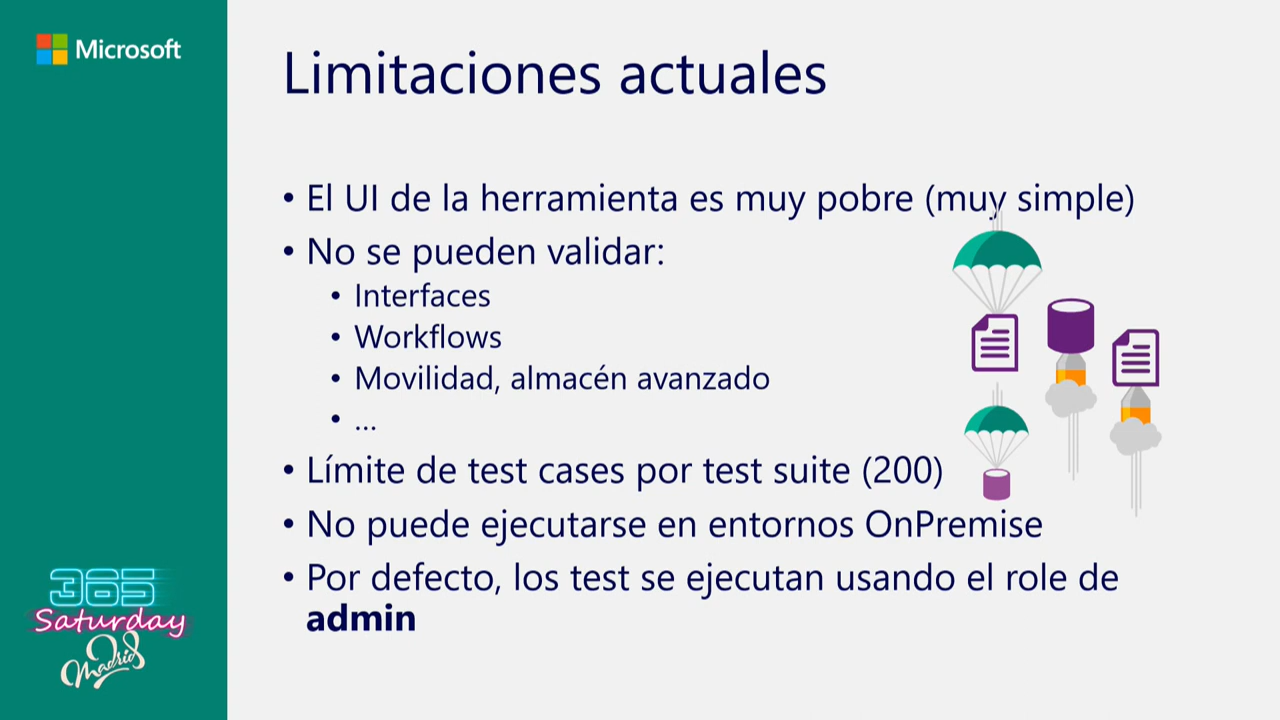 Microsoft
Limitaciones actuales
• El UI de la herramienta es muy pobre (muy simple)
• No se pueden validar:
• Interfaces
• Workflows
• Movilidad, almacén avanzado
• ...
• Límite de test cases por test suite (200)
• No puede ejecutarse en entornos OnPremise
• Por defecto, los test se ejecutan usando el role de
admin
365
Saturday
Madrid